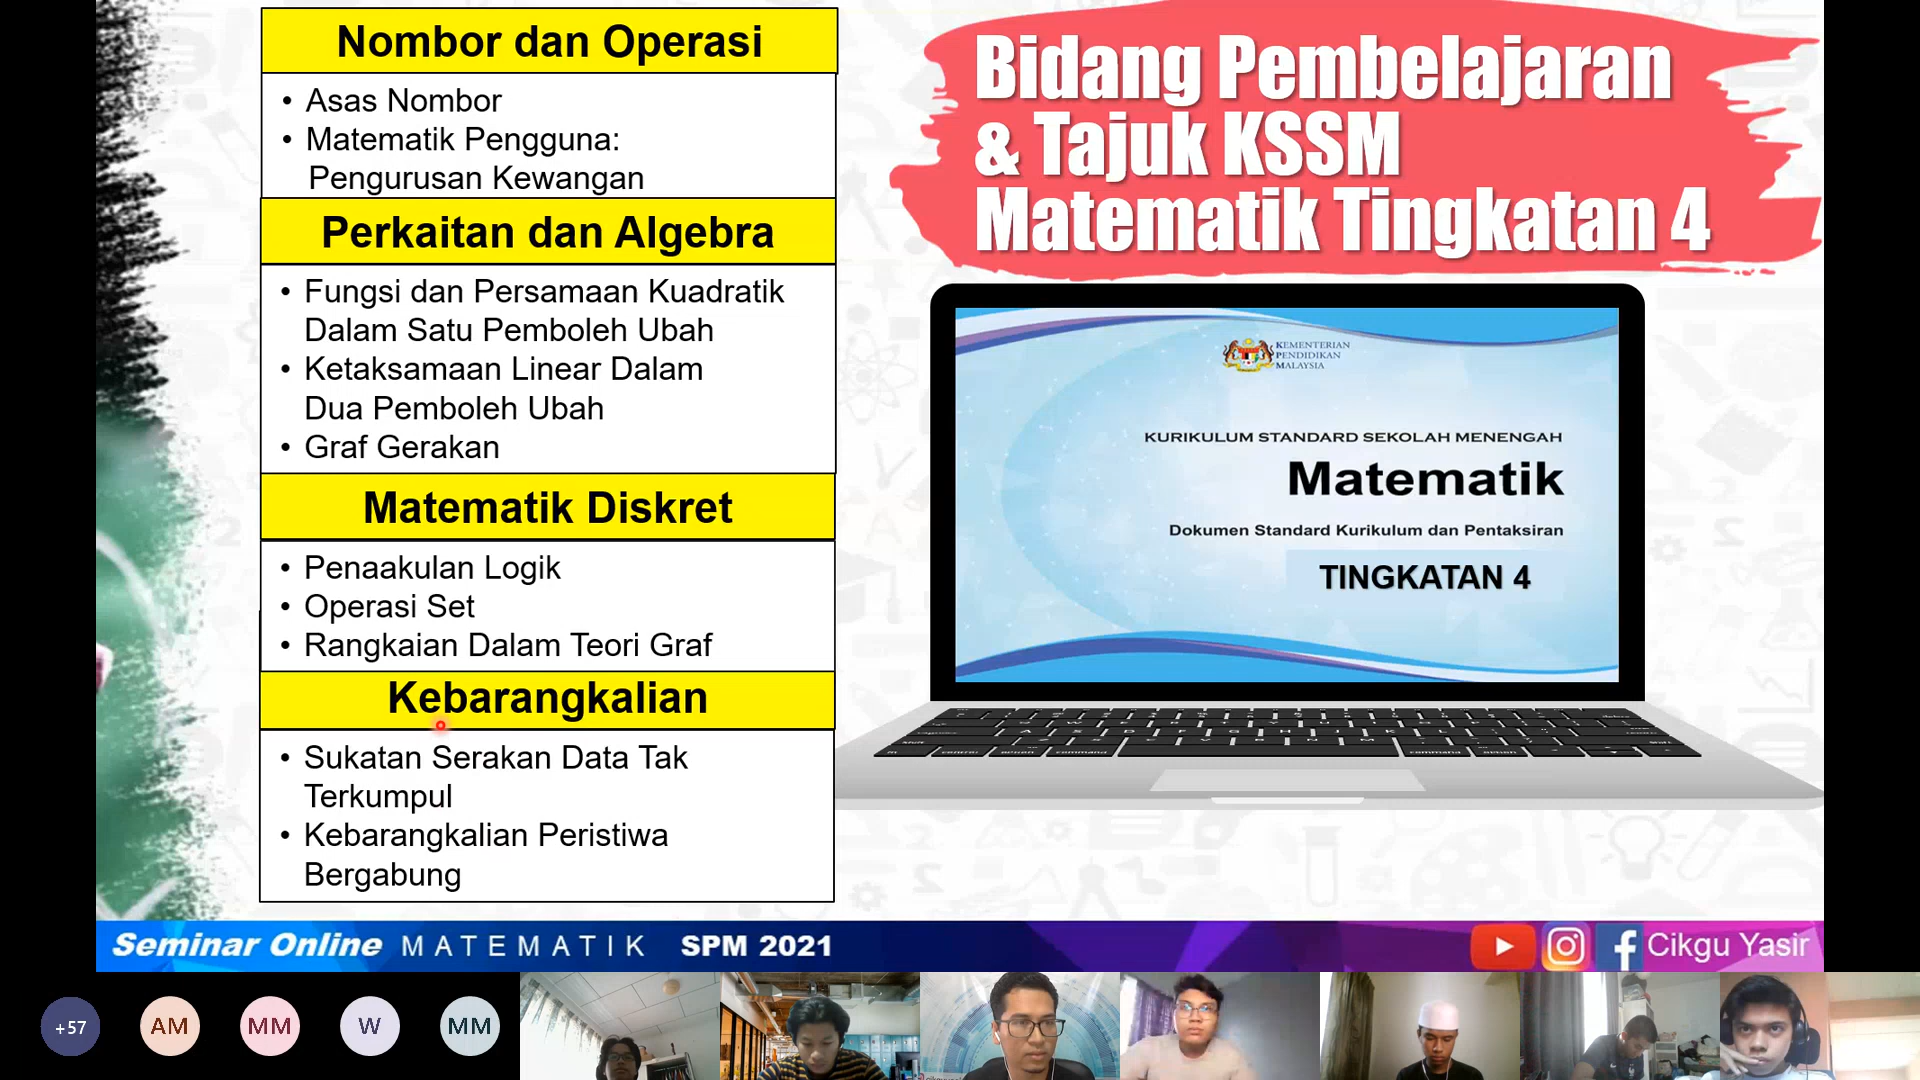 Nombor dan Operasi
• Asas Nombor
• Matematik Pengguna:
Pengurusan Kewangan
Perkaitan dan Algebra
• Fungsi dan Persamaan Kuadratik
Dalam Satu Pemboleh Ubah
• Ketaksamaan Linear Dalam
Dua Pemboleh Ubah
• Graf Gerakan
Matematik Diskret
• Penaakulan Logik
• Operasi Set
• Rangkaian Dalam Teori Graf
Kebarangkalian
• Sukatan Serakan Data Tak
Terkumpul
• Kebarangkalian Peristiwa
Bergabung
Bidang Pembelajaran
& Tajuk KSSM
Matematik Tingkatan 4
KEMENTERIAN
PENDIDIKAN
MALAYSIA
KURIKULUM STANDARD SEKOLAH MENENGAH
Matematik
Dokumen Standard Kurikulum dan Pentaksiran
TINGKATAN 4
Seminar Online MATEMATIK SPM 2021
Cikgu Yasir
+57
AM
MM
W
MM